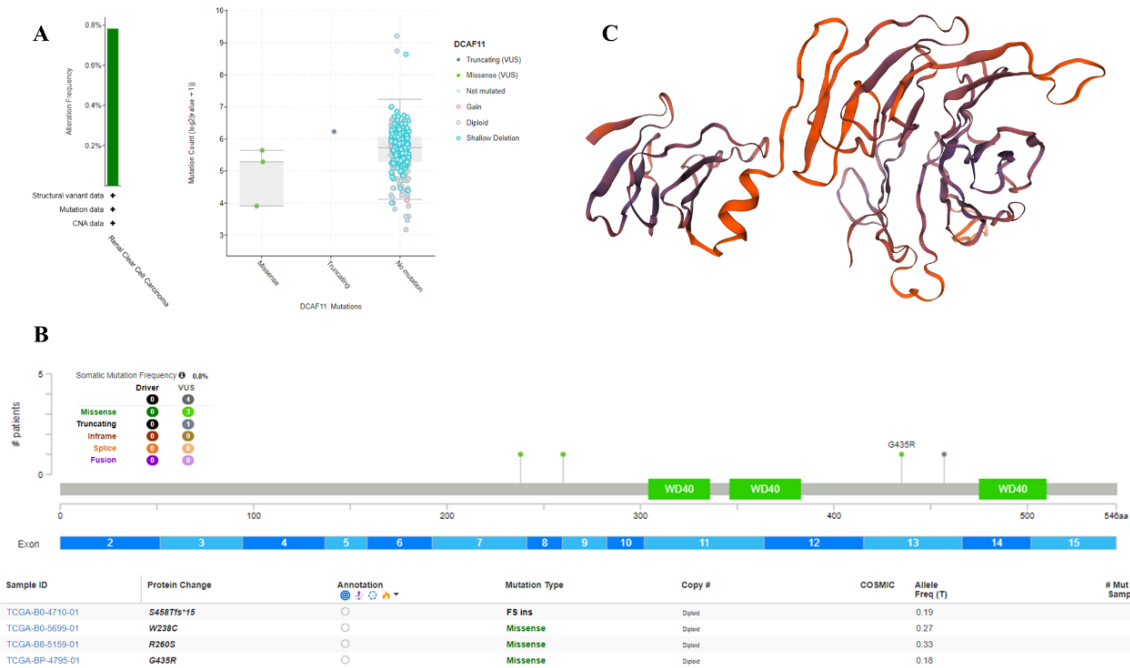 A
0.8%
0.6%
0.4%
0.2%
Alteration Frequency
Structural variant data
Mutation data
CNA data
Renal Clear Cell Carcinoma
10
9
8
7
6
5
4
3
Mutation Count (log2(value + 1))
Missense
Truncating
No mutation
DCAF11: Mutations
DCAF11
Truncating (VUS)
Missense (VUS)
Not mutated
Gain
Diploid
Shallow Deletion
C
B
5
0
# patients
Somatic Mutation Frequency 0.8%
Driver VUS
0 4
Missense 0 3
Truncating 0 1
Inframe 0 0
Splice 0 0
Fusion 0 0
G435R
WD40 WD40 WD40
0 100 200 300 400 500 546aa
Exon 2 3 4 5 6 7 8 9 10 11 12 13 14 15
Sample ID Protein Change Annotation Mutation Type Copy # COSMIC Allele Freq (T) # Mut Samp
TCGA-B0-4710-01 S458Tfs*15 FS ins Diploid 0.19
TCGA-B0-5699-01 W238C Missense Diploid 0.27
TCGA-B8-5159-01 R260S Missense Diploid 0.33
TCGA-BP-4795-01 G435R Missense Diploid 0.18